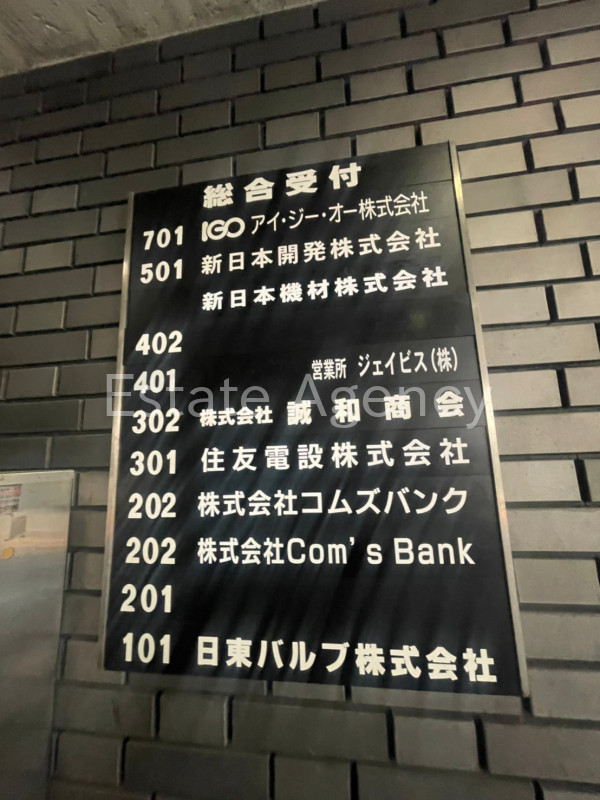 総合受付
701 IGO アイ・ジー・オー株式会社
501 新日本開発株式会社
新日本機材株式会社
402
401 営業所 ジェイビス(株)
302 株式会社 誠和商会
301 住友電設株式会社
202 株式会社コムズバンク
202 株式会社Com's Bank
201
101 日東バルブ株式会社
Estate Agency